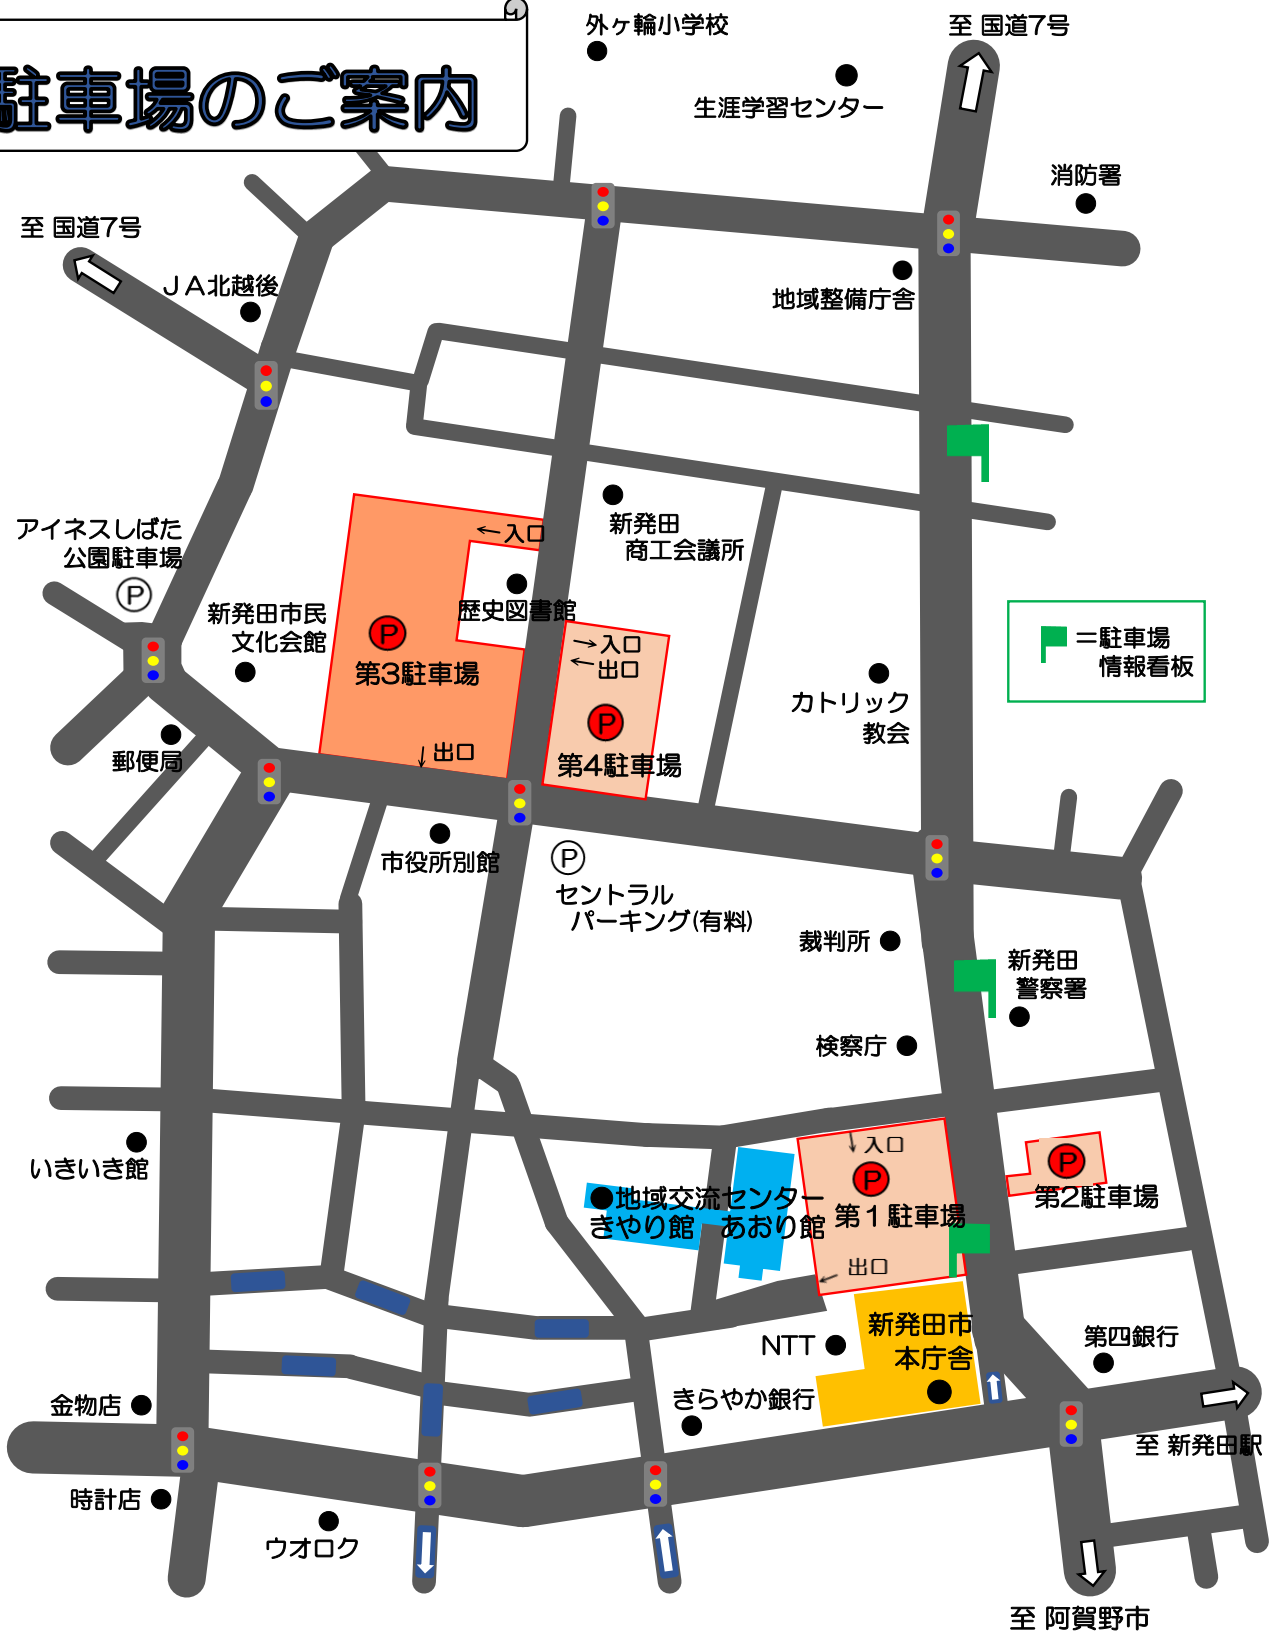 駐車場のご案内
外ヶ輪小学校
至 国道7号
生涯学習センター
消防署
至 国道7号
JA北越後
地域整備庁舎
アイネスしばた
公園駐車場
P
新発田
商工会議所
←入口
歴史図書館
新発田市民
文化会館
P
第3駐車場
→入口
←出口
P
第4駐車場
↓出口
=駐車場
情報看板
カトリック
教会
郵便局
市役所別館
P
セントラル
パーキング(有料)
裁判所
新発田
警察署
検察庁
いきいき館
↓入口
P
第1駐車場
←出口
P
第2駐車場
地域交流センター
きやり館 あおり館
新発田市
本庁舎
NTT
第四銀行
きらやか銀行
金物店
至 新発田駅
時計店
ウオロク
至 阿賀野市